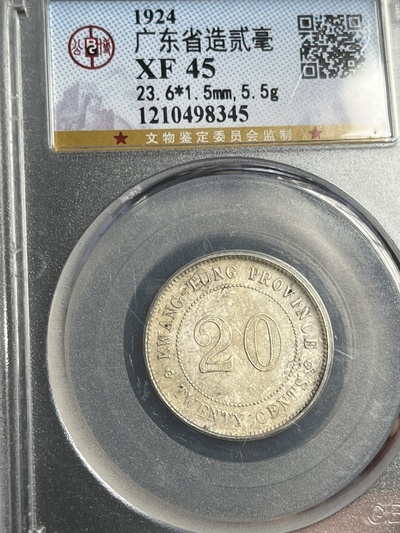 1924
广东省造贰毫
XF 45
23.6*1.5mm,5.5g
1210498345
★ 文物鉴定委员会监制 ★
KWANG-TUNG PROVINCE
20
TWENTY CENTS